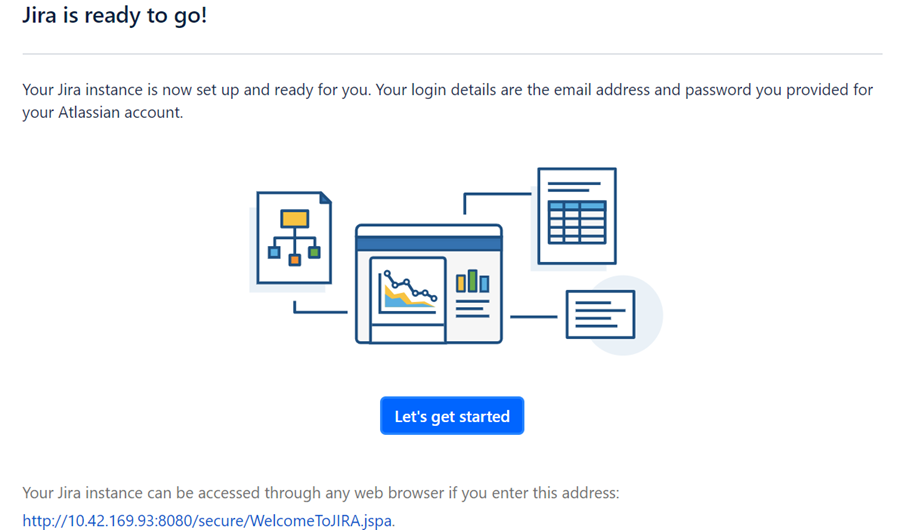 Jira is ready to go!
Your Jira instance is now set up and ready for you. Your login details are the email address and password you provided for
your Atlassian account.
Let's get started
Your Jira instance can be accessed through any web browser if you enter this address:
http://10.42.169.93:8080/secure/WelcomeToJIRA.jspa.